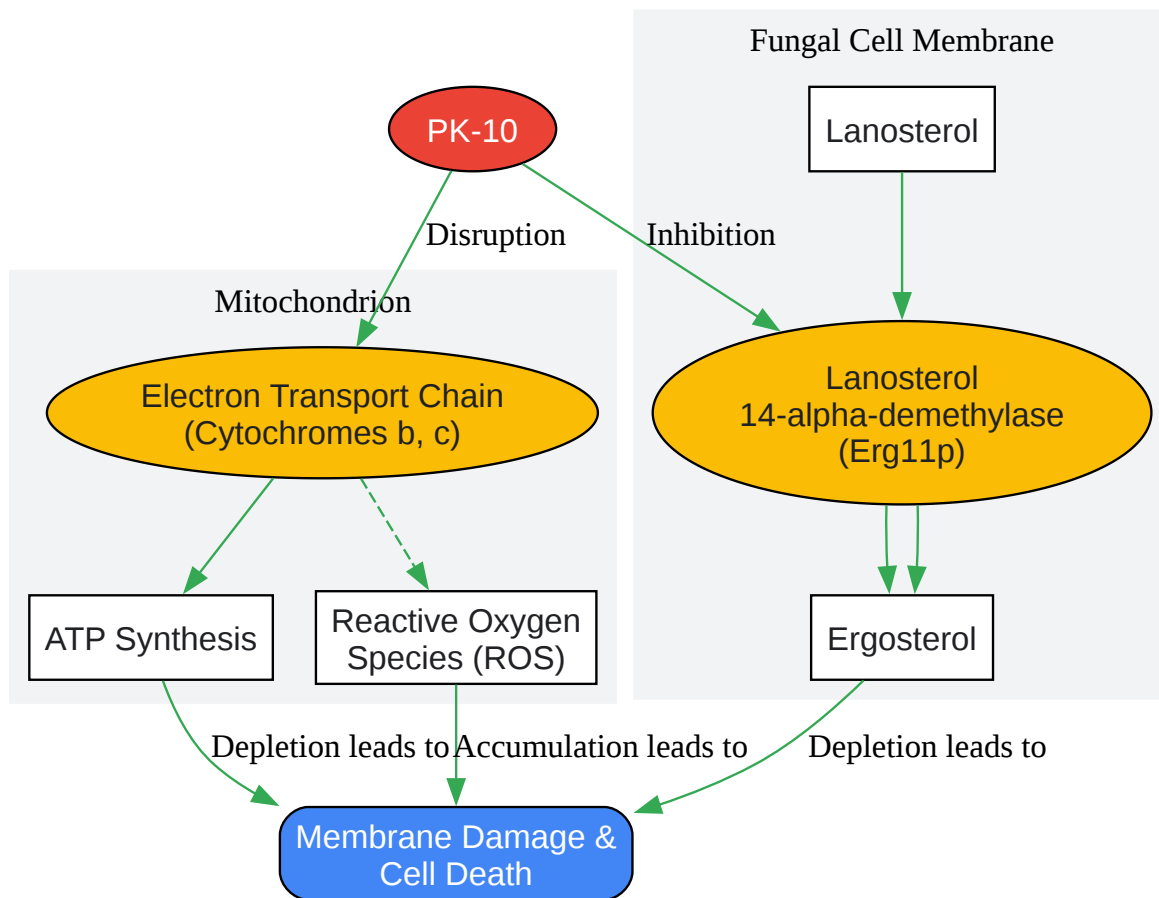 Fungal Cell Membrane
PK-10
Lanosterol
Disruption
Inhibition
Mitochondrion
Electron Transport Chain
(Cytochromes b, c)
Lanosterol
14-alpha-demethylase
(Erg11p)
ATP Synthesis
Reactive Oxygen
Species (ROS)
Ergosterol
Depletion leads to
Accumulation leads to
Depletion leads to
Membrane Damage &
Cell Death